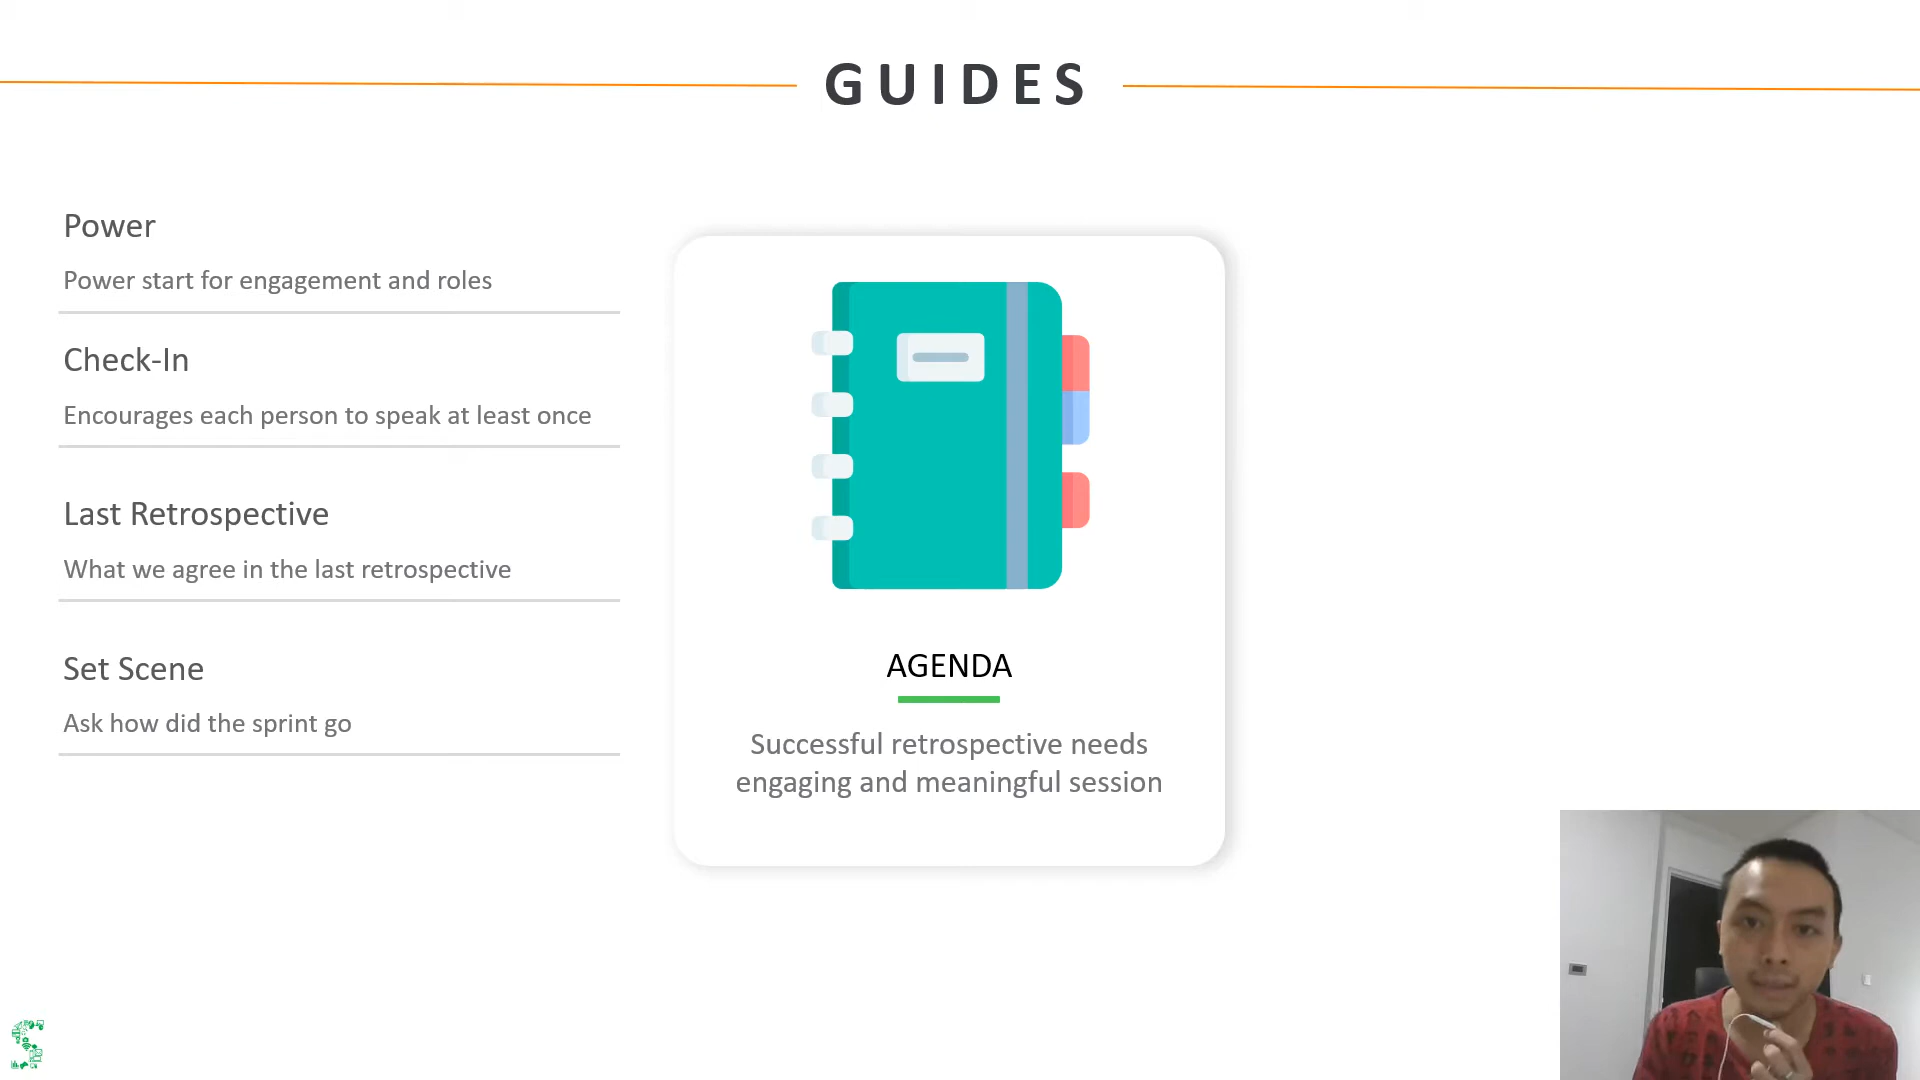 GUIDES
Power
Power start for engagement and roles
Check-In
Encourages each person to speak at least once
Last Retrospective
What we agree in the last retrospective
Set Scene
Ask how did the sprint go
AGENDA
Successful retrospective needs
engaging and meaningful session